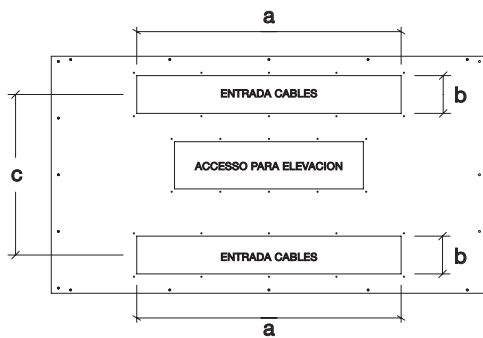 a
ENTRADA CABLES
b
ACCESSO PARA ELEVACION
c
ENTRADA CABLES
b
a